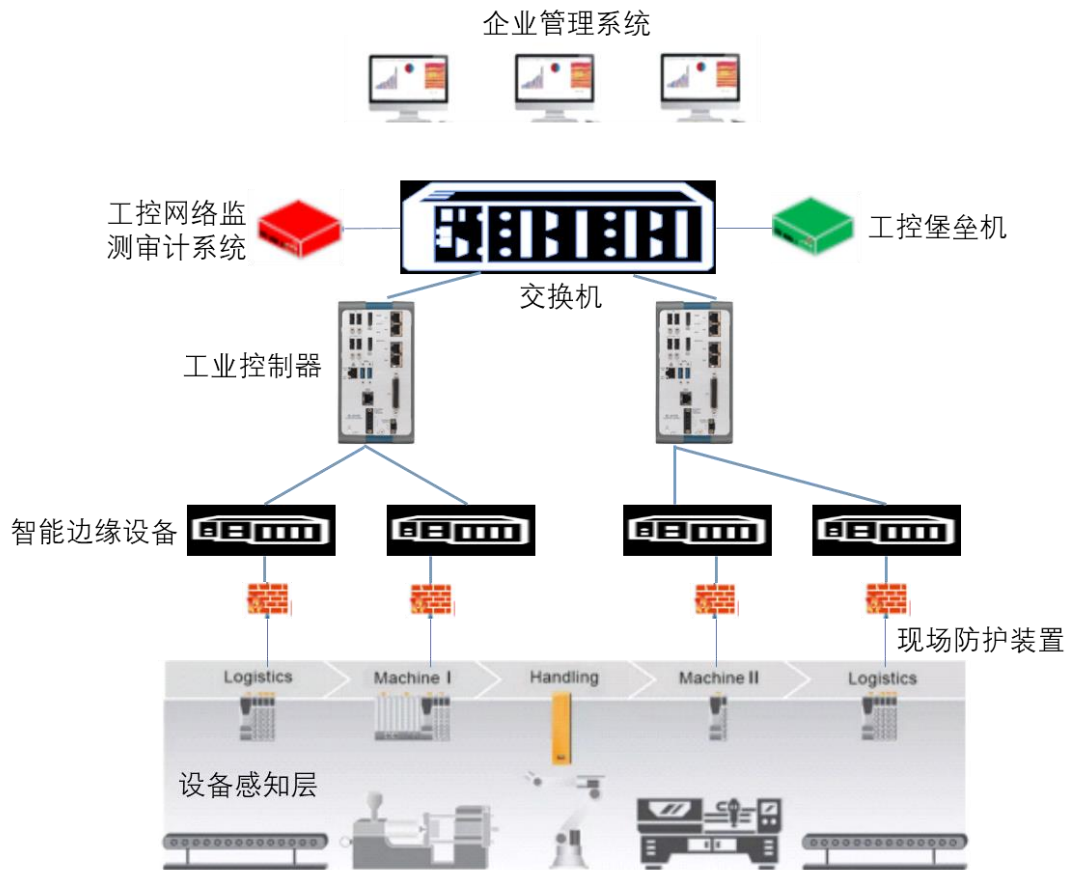 企业管理系统
工控网络监
测审计系统
工控堡垒机
交换机
工业控制器
智能边缘设备
现场防护装置
Logistics
Machine I
Handling
Machine II
Logistics
设备感知层